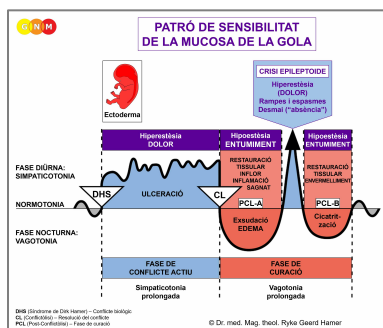 GNM
PATRÓ DE SENSIBILITAT
DE LA MUCOSA DE LA GOLA
Ectoderma
CRISI EPILEPTOIDE
Hiperestèsia
(DOLOR)
Rampes i espasmes
Desmai ("absència")
Hiperestèsia
DOLOR
Hipoestèsia
ENTUMIMENT
Hipoestèsia
ENTUMIMENT
FASE DIÜRNA:
SIMPATICOTONIA
RESTAURACIÓ
TISSULAR
INFLOR
INFLAMACIÓ
SAGNAT
RESTAURACIÓ
TISSULAR
ENVERMELLIMENT
DHS
ULCERACIÓ
CL
NORMOTONIA
PCL-A
PCL-B
FASE NOCTURNA:
VAGOTONIA
Exsudació
EDEMA
Cicatrit-
zació
FASE DE
CONFLICTE ACTIU
FASE DE
CURACIÓ
Simpaticotonia
prolongada
Vagotonia
prolongada
DHS (Síndrome de Dirk Hamer) – Conflicte biològic
CL (Conflictòlisi) – Resolució del conflicte
PCL (Post-Conflictòlisi) – Fase de curació
© Dr. med. Mag. theol. Ryke Geerd Hamer